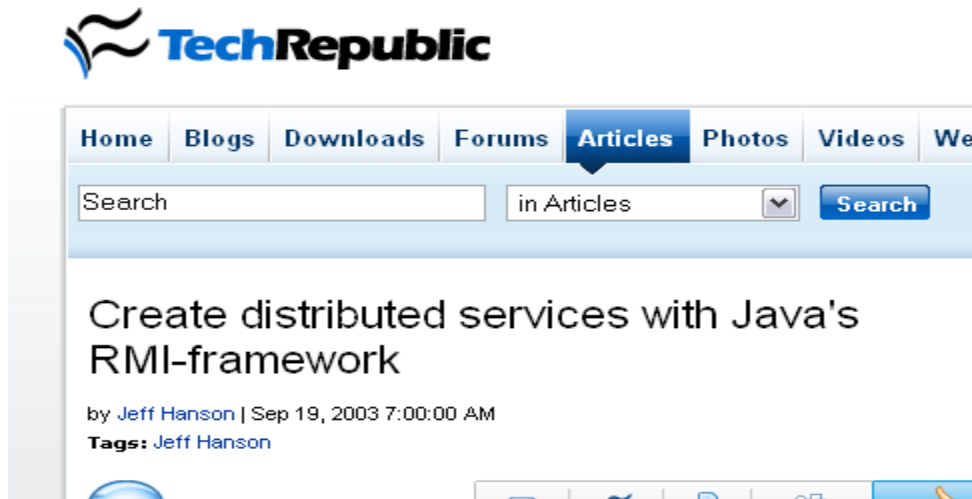 TechRepublic
Home Blogs Downloads Forums Articles Photos Videos We
Search in Articles Search
Create distributed services with Java's
RMI-framework
by Jeff Hanson | Sep 19, 2003 7:00:00 AM
Tags: Jeff Hanson